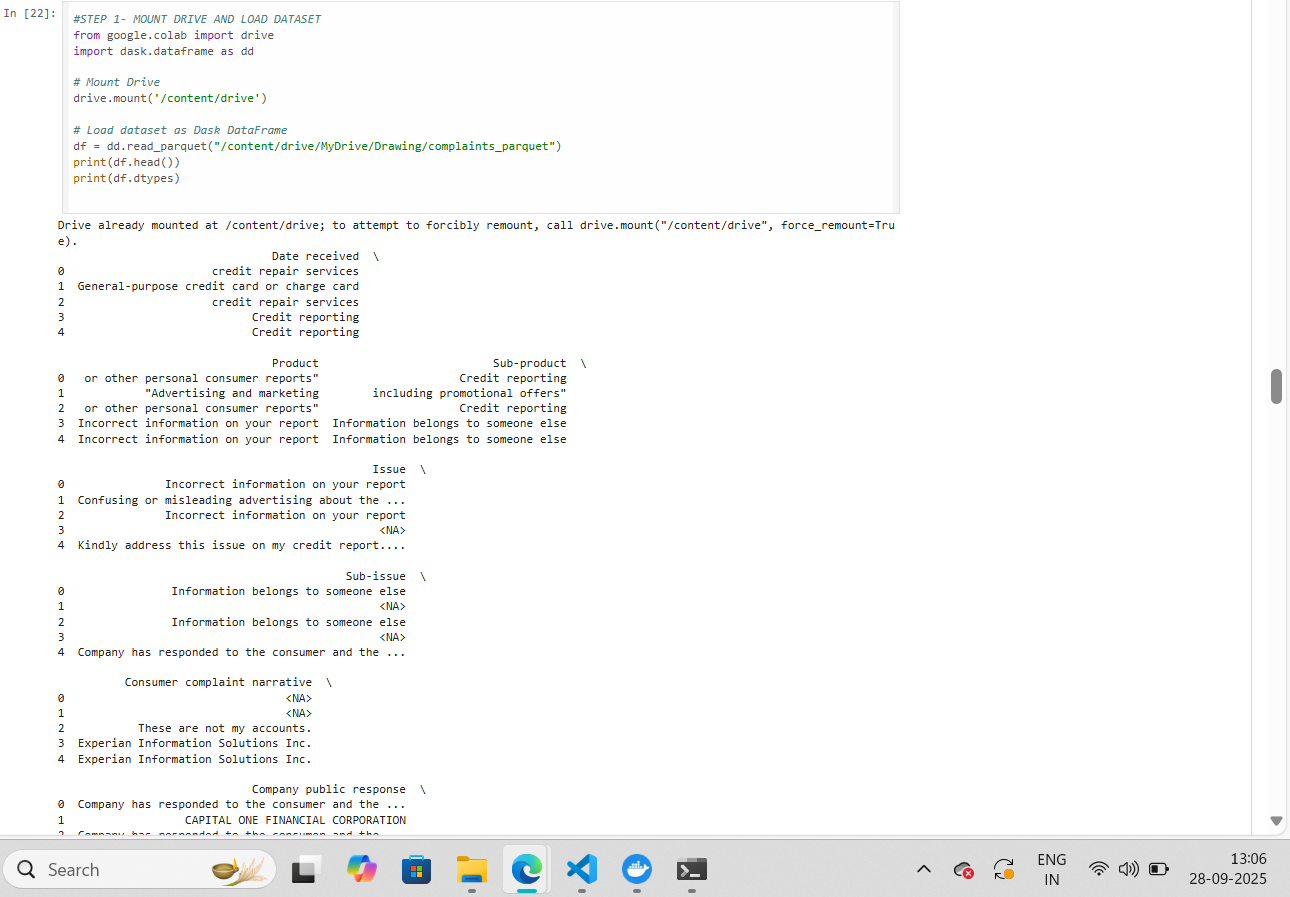 In [22]:
#STEP 1- MOUNT DRIVE AND LOAD DATASET
from google.colab import drive
import dask.dataframe as dd
# Mount Drive
drive.mount('/content/drive')
# Load dataset as Dask DataFrame
df = dd.read_parquet("/content/drive/MyDrive/Drawing/complaints_parquet")
print(df.head())
print(df.dtypes)
Drive already mounted at /content/drive; to attempt to forcibly remount, call drive.mount("/content/drive", force_remount=Tru
e).
Date received \
0 credit repair services
1 General-purpose credit card or charge card
2 credit repair services
3 Credit reporting
4 Credit reporting
Product Sub-product \
0 or other personal consumer reports" Credit reporting
1 "Advertising and marketing including promotional offers"
2 or other personal consumer reports" Credit reporting
3 Incorrect information on your report Information belongs to someone else
4 Incorrect information on your report Information belongs to someone else
Issue \
0 Incorrect information on your report
1 Confusing or misleading advertising about the ...
2 Incorrect information on your report
3 <NA>
4 Kindly address this issue on my credit report....
Sub-issue \
0 Information belongs to someone else
1 <NA>
2 Information belongs to someone else
3 <NA>
4 Company has responded to the consumer and the ...
Consumer complaint narrative \
0 <NA>
1 <NA>
2 These are not my accounts.
3 Experian Information Solutions Inc.
4 Experian Information Solutions Inc.
Company public response \
0 Company has responded to the consumer and the ...
1 CAPITAL ONE FINANCIAL CORPORATION
2 Company has responded to the consumer and the ...
Search
ENG
IN
13:06
28-09-2025